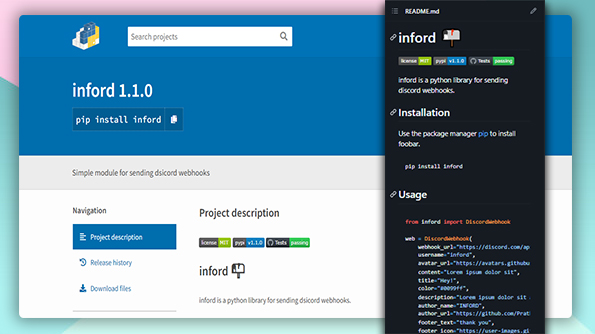 Search projects
inford 1.1.0
pip install inford
Simple module for sending dsicord webhooks
Navigation
Project description
Release history
Download files
Project description
license MIT pypi v1.1.0 Tests passing
inford
inford is a python library for sending dsicord webhooks.
README.md
inford
license MIT pypi v1.1.0 Tests passing
inford is a python library for sending
discord webhooks.
Installation
Use the package manager pip to install
foobar.
pip install inford
Usage
from inford import DiscordWebhook
web = DiscordWebhook(
webhook_url="https://discord.com/ap
username="inford",
avatar_url="https://avatars.githubu
content="Lorem ipsum dolor sit",
title="Hey!",
color="#0099ff",
description="Lorem ipsum dolor sit
author_name="INFORD",
author_url="https://github.com/Prat
footer_text="thank you",
footer_icon="https://user-images.gi